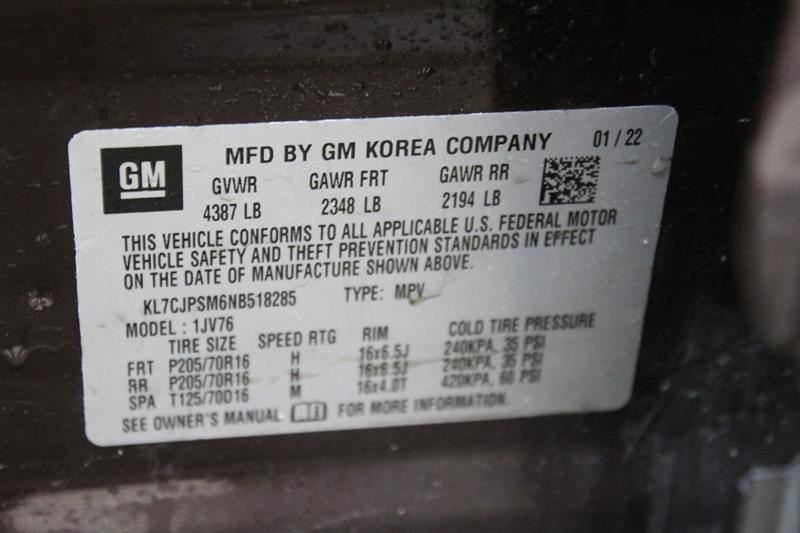 GM
MFD BY GM KOREA COMPANY 01 / 22
GVWR GAWR FRT GAWR RR
4387 LB 2348 LB 2194 LB
THIS VEHICLE CONFORMS TO ALL APPLICABLE U.S. FEDERAL MOTOR
VEHICLE SAFETY AND THEFT PREVENTION STANDARDS IN EFFECT
ON THE DATE OF MANUFACTURE SHOWN ABOVE.
KL7CJPSM6NB518285 TYPE: MPV
MODEL : 1JV76
TIRE SIZE SPEED RTG RIM COLD TIRE PRESSURE
FRT P205/70R16 H 16x6.5J 240KPA, 35 PSI
RR P205/70R16 H 16x6.5J 240KPA, 35 PSI
SPA T125/70D16 M 16x4.0T 420KPA, 60 PSI
SEE OWNER'S MANUAL FOR MORE INFORMATION.